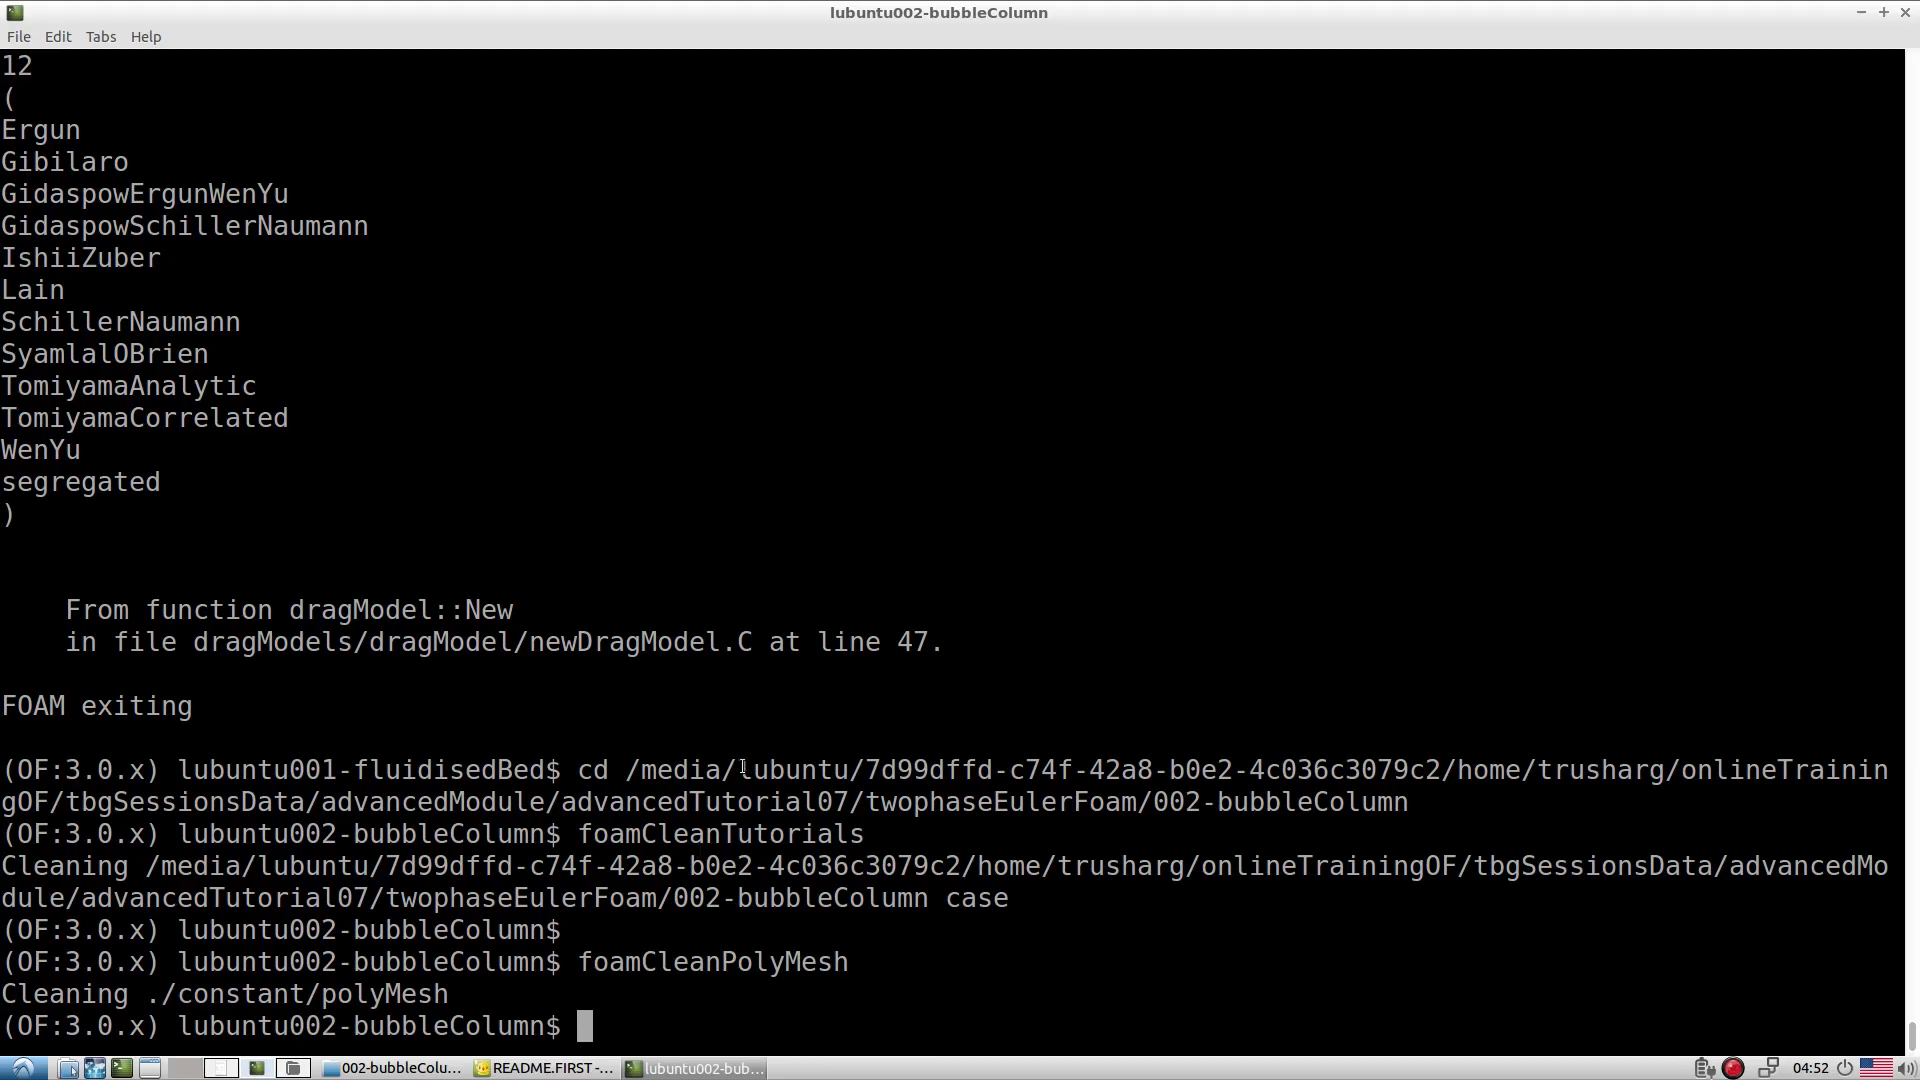 lubuntu002-bubbleColumn
File Edit Tabs Help
12
(
Ergun
Gibilaro
GidaspowErgunWenYu
GidaspowSchillerNaumann
IshiiZuber
Lain
SchillerNaumann
SyamlalOBrien
TomiyamaAnalytic
TomiyamaCorrelated
WenYu
segregated
)
From function dragModel::New
in file dragModels/dragModel/newDragModel.C at line 47.
FOAM exiting
(OF:3.0.x) lubuntu001-fluidisedBed$ cd /media/lubuntu/7d99dffd-c74f-42a8-b0e2-4c036c3079c2/home/trusharg/onlineTrainin
gOF/tbgSessionsData/advancedModule/advancedTutorial07/twophaseEulerFoam/002-bubbleColumn
(OF:3.0.x) lubuntu002-bubbleColumn$ foamCleanTutorials
Cleaning /media/lubuntu/7d99dffd-c74f-42a8-b0e2-4c036c3079c2/home/trusharg/onlineTrainingOF/tbgSessionsData/advancedMo
dule/advancedTutorial07/twophaseEulerFoam/002-bubbleColumn case
(OF:3.0.x) lubuntu002-bubbleColumn$
(OF:3.0.x) lubuntu002-bubbleColumn$ foamCleanPolyMesh
Cleaning ./constant/polyMesh
(OF:3.0.x) lubuntu002-bubbleColumn$
002-bubbleColu... README.FIRST -... lubuntu002-bub... 04:52